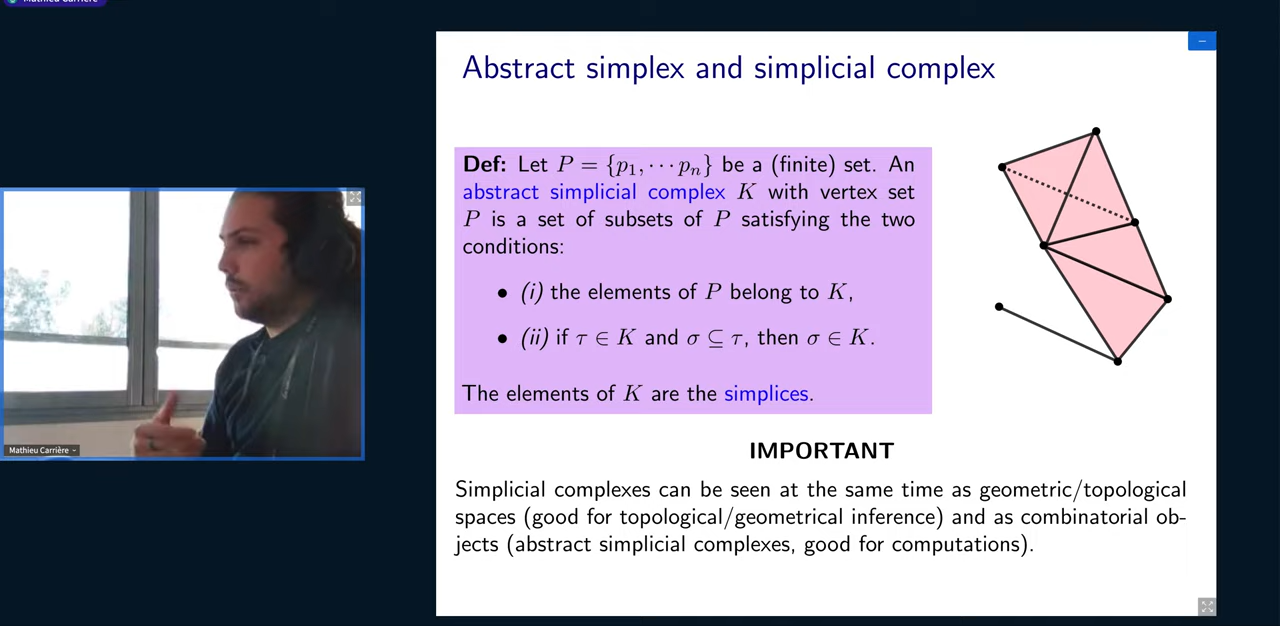 Mathieu Carrière
Abstract simplex and simplicial complex
Def: Let P = {p₁, ⋯ pₙ} be a (finite) set. An
abstract simplicial complex K with vertex set
P is a set of subsets of P satisfying the two
conditions:
• (i) the elements of P belong to K,
• (ii) if τ ∈ K and σ ⊆ τ, then σ ∈ K.
The elements of K are the simplices.
IMPORTANT
Simplicial complexes can be seen at the same time as geometric/topological
spaces (good for topological/geometrical inference) and as combinatorial ob-
jects (abstract simplicial complexes, good for computations).
Mathieu Carrière